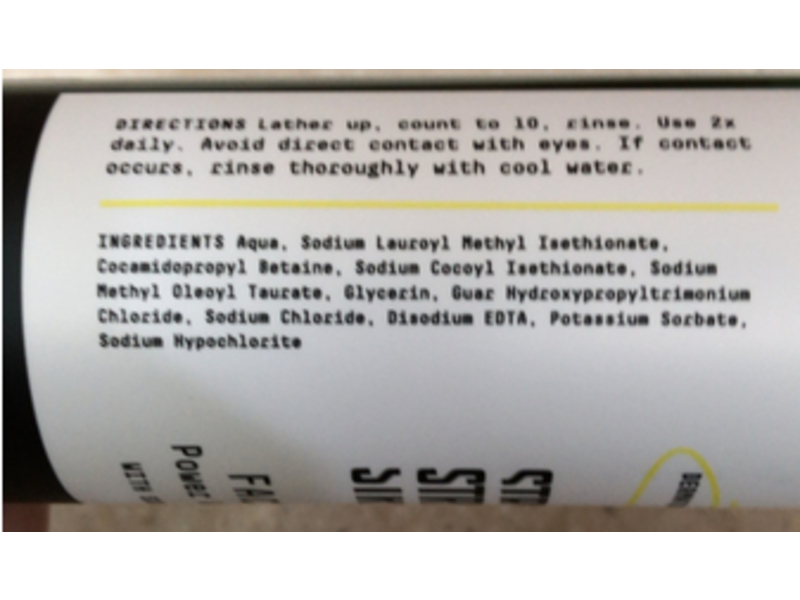 DIRECTIONS Lather up, count to 10, rinse. Use 2x
daily. Avoid direct contact with eyes. If contact
occurs, rinse thoroughly with cool water.
INGREDIENTS Aqua, Sodium Lauroyl Methyl Isethionate,
Cocamidopropyl Betaine, Sodium Cocoyl Isethionate, Sodium
Methyl Oleoyl Taurate, Glycerin, Guar Hydroxypropyltrimonium
Chloride, Sodium Chloride, Disodium EDTA, Potassium Sorbate,
Sodium Hypochlorite
Power
WITH